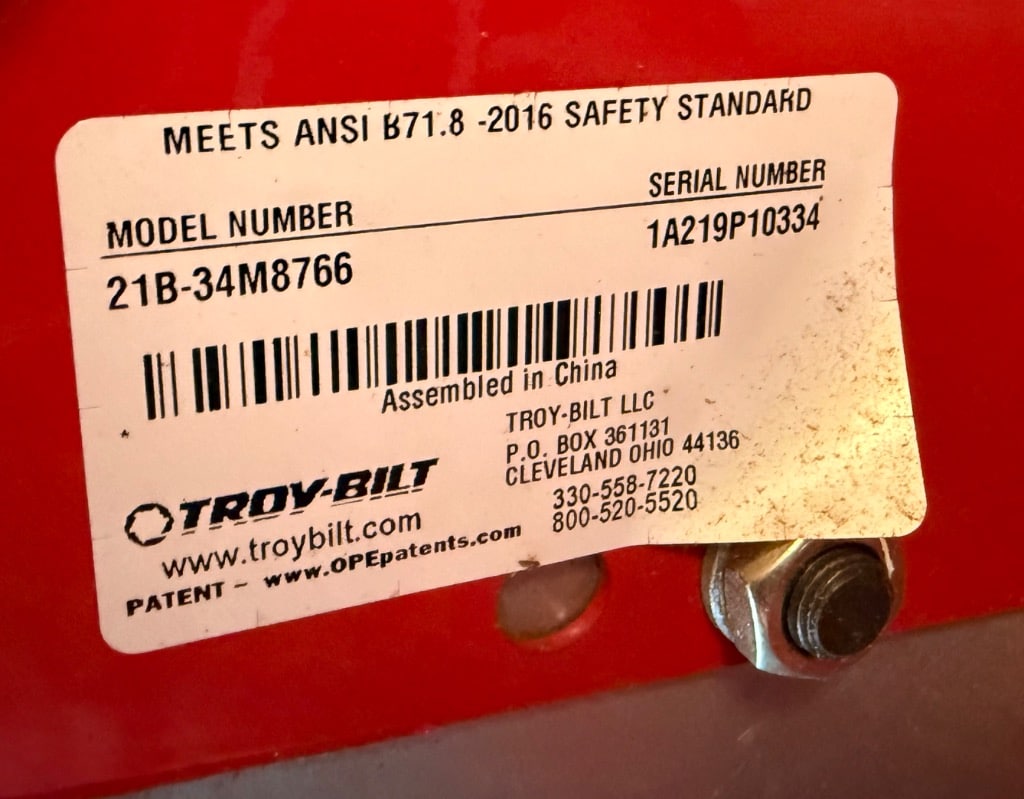 MEETS ANSI B71.8 -2016 SAFETY STANDARD
MODEL NUMBER
SERIAL NUMBER
21B-34M8766
1A219P10334
Assembled in China
TROY-BILT LLC
P.O. BOX 361131
CLEVELAND OHIO 44136
330-558-7220
800-520-5520
TROY-BILT
www.troybilt.com
PATENT - www.OPEpatents.com